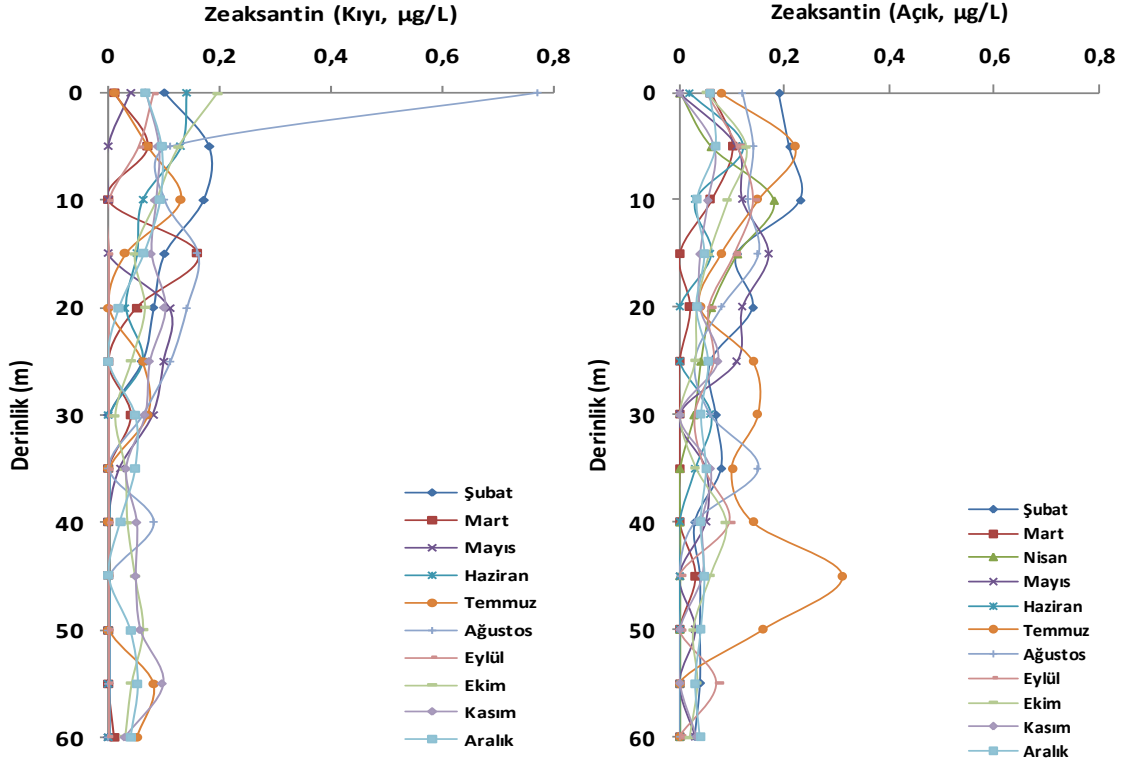 Zeaksantin (Kıyı, µg/L)
0 0,2 0,4 0,6 0,8
0
10
20
30
40
50
60
Derinlik (m)
Şubat
Mart
Mayıs
Haziran
Temmuz
Ağustos
Eylül
Ekim
Kasım
Aralık
Zeaksantin (Açık, µg/L)
0 0,2 0,4 0,6 0,8
0
10
20
30
40
50
60
Derinlik (m)
Şubat
Mart
Nisan
Mayıs
Haziran
Temmuz
Ağustos
Eylül
Ekim
Kasım
Aralık